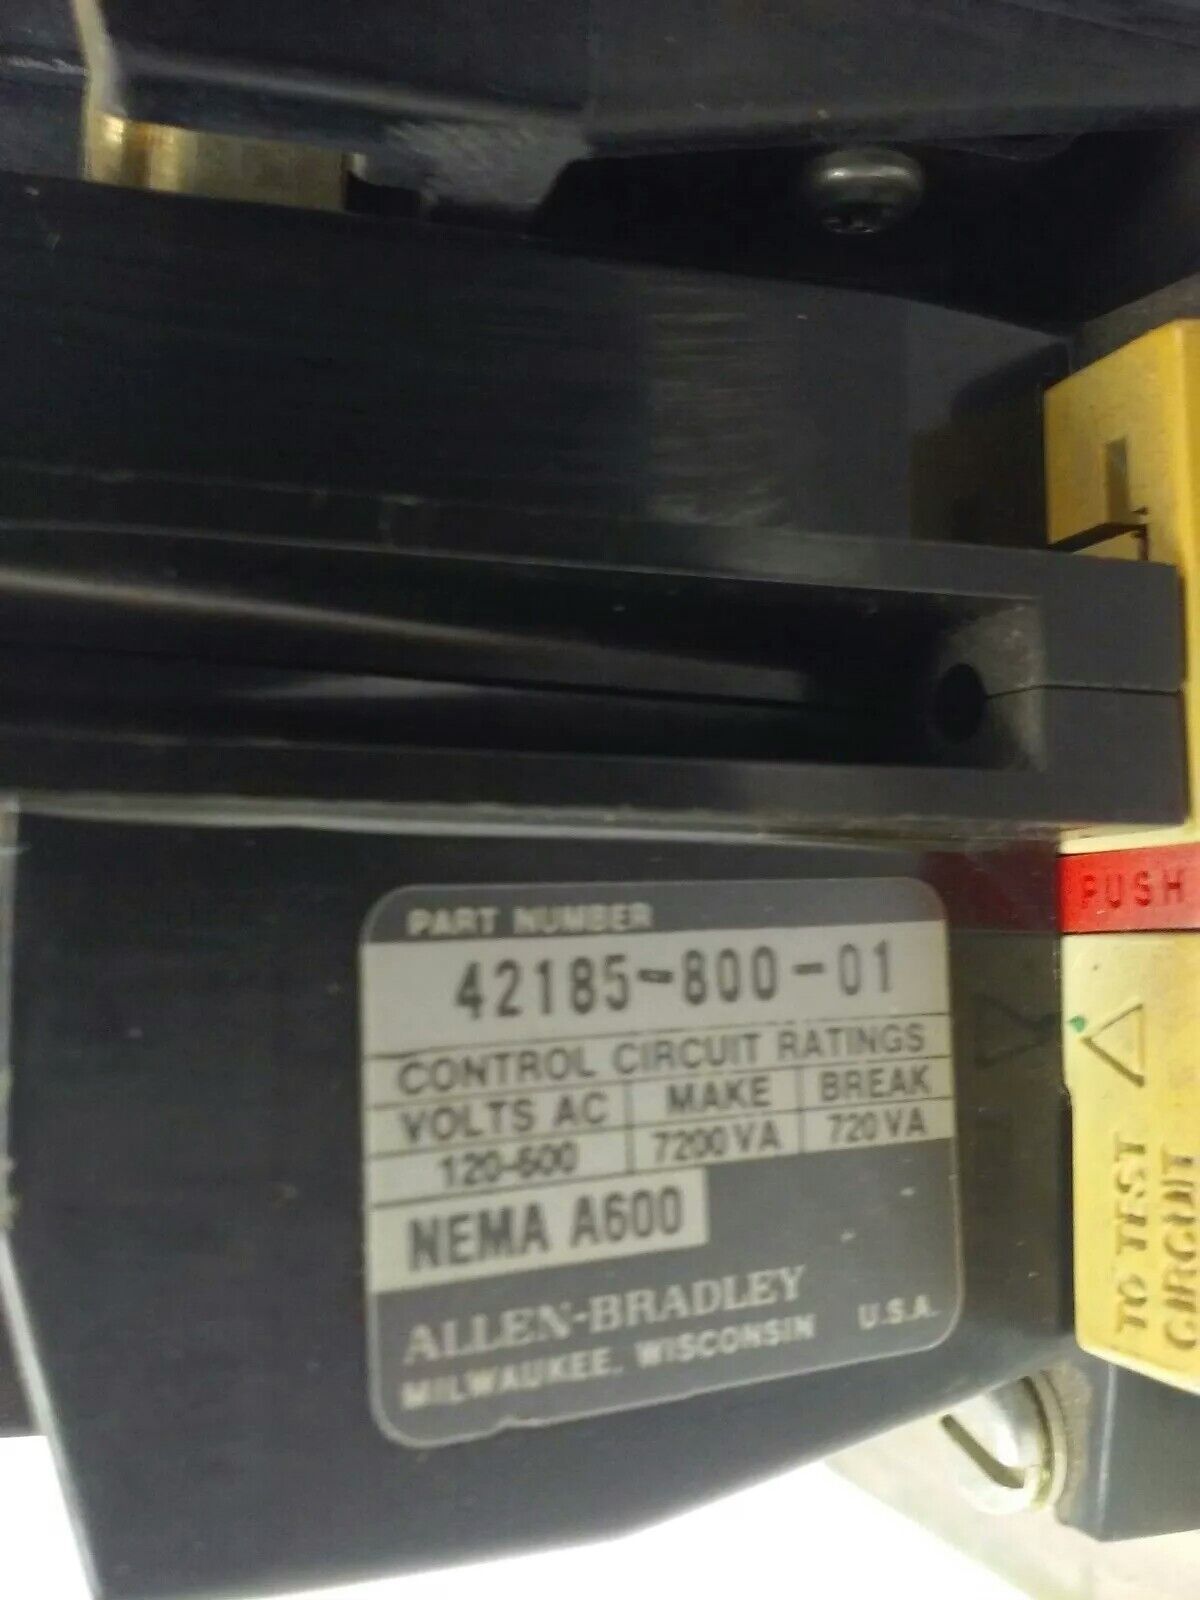 PART NUMBER
42185-800-01
CONTROL CIRCUIT RATINGS
VOLTS AC MAKE BREAK
120-600 7200 VA 720 VA
NEMA A600
ALLEN-BRADLEY
MILWAUKEE, WISCONSIN U.S.A.
PUSH
TO TEST
CIRCUIT